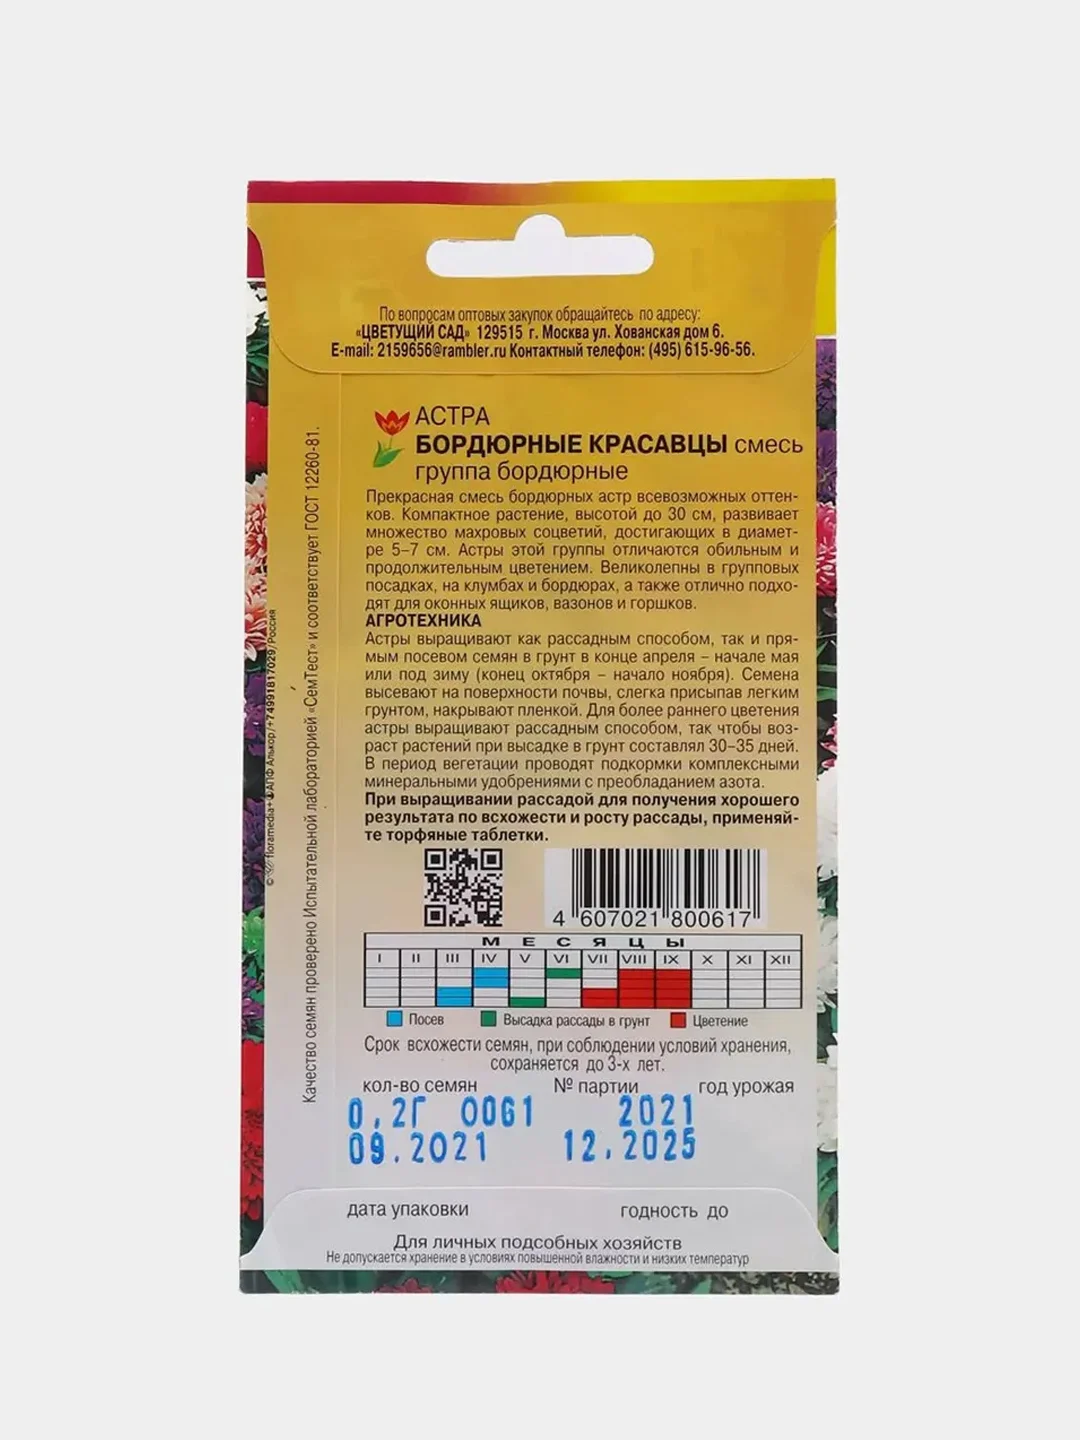 По вопросам оптовых закупок обращайтесь по адресу:
«ЦВЕТУЩИЙ САД» 129515 г. Москва ул. Хованская дом 6.
E-mail: 2159656@rambler.ru Контактный телефон: (495) 615-96-56.
АСТРА
БОРДЮРНЫЕ КРАСАВЦЫ смесь
группа бордюрные
Прекрасная смесь бордюрных астр всевозможных оттен-
ков. Компактное растение, высотой до 30 см, развивает
множество махровых соцветий, достигающих в диамет-
ре 5–7 см. Астры этой группы отличаются обильным и
продолжительным цветением. Великолепны в групповых
посадках, на клумбах и бордюрах, а также отлично подхо-
дят для оконных ящиков, вазонов и горшков.
АГРОТЕХНИКА
Астры выращивают как рассадным способом, так и пря-
мым посевом семян в грунт в конце апреля – начале мая
или под зиму (конец октября – начало ноября). Семена
высевают на поверхности почвы, слегка присыпав легким
грунтом, накрывают пленкой. Для более раннего цветения
астры выращивают рассадным способом, так чтобы воз-
раст растений при высадке в грунт составлял 30–35 дней.
В период вегетации проводят подкормки комплексными
минеральными удобрениями с преобладанием азота.
При выращивании рассадой для получения хорошего
результата по всхожести и росту рассады, применяй-
те торфяные таблетки.
4 607021 800617
МЕСЯЦЫ
I II III IV V VI VII VIII IX X XI XII
Посев Высадка рассады в грунт Цветение
Срок всхожести семян, при соблюдении условий хранения,
сохраняется до 3-х лет.
кол-во семян № партии год урожая
0,2Г 0061 2021
09.2021 12.2025
дата упаковки годность до
Для личных подсобных хозяйств
Не допускается хранение в условиях повышенной влажности и низких температур
Качество семян проверено Испытательной лабораторией «СемТест» и соответствует ГОСТ 12260-81.
© floramedia+© АПФ Алькор/+74991817029/Россия